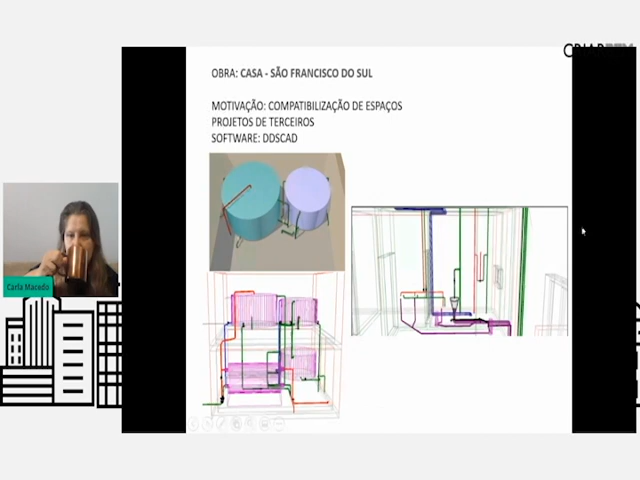 OBRA: CASA - SÃO FRANCISCO DO SUL
MOTIVAÇÃO: COMPATIBILIZAÇÃO DE ESPAÇOS
PROJETOS DE TERCEIROS
SOFTWARE: DDSCAD
Carla Macedo